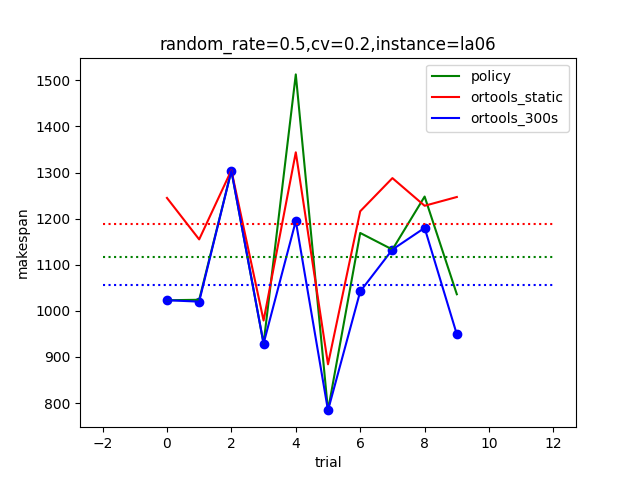 random_rate=0.5,cv=0.2,instance=la06
policy
ortools_static
ortools_300s
makespan
1500
1400
1300
1200
1100
1000
900
800
−2 0 2 4 6 8 10 12
trial